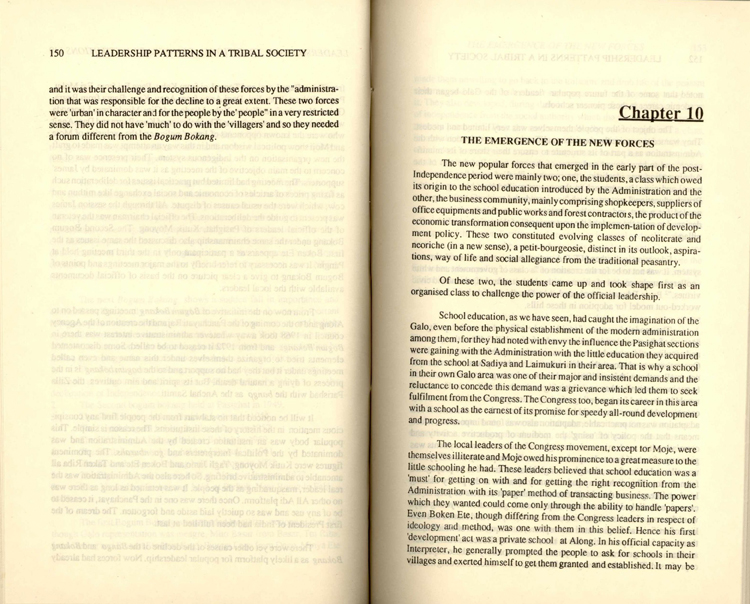 150 LEADERSHIP PATTERNS IN A TRIBAL SOCIETY
and it was their challenge and recognition of these forces by the "administra-
tion that was responsible for the decline to a great extent. These two forces
were 'urban' in character and for the people by the' people" in a very restricted
sense. They did not have 'much' to do with the 'villagers' and so they needed
a forum different from the Bogum Bokang.
Chapter 10
THE EMERGENCE OF THE NEW FORCES
The new popular forces that emerged in the early part of the post-
Independence period were mainly two; one, the students, a class which owed
its origin to the school education introduced by the Administration and the
other, the business community, mainly comprising shopkeepers, suppliers of
office equipments and public works and forest contractors, the product of the
economic transformation consequent upon the implemen-tation of develop-
ment policy. These two constituted evolving classes of neoliterate and
neoriche (in a new sense), a petit-bourgeosie, distinct in its outlook, aspira-
tions, way of life and social allegiance from the traditional peasantry.
Of these two, the students came up and took shape first as an
organised class to challenge the power of the official leadership.
School education, as we have seen, had caught the imagination of the
Galo, even before the physical establishment of the modern administration
among them, for they had noted with envy the influence the Pasighat sections
were gaining with the Administration with the little education they acquired
from the school at Sadiya and Laimukuri in their area. That is why a school
in their own Galo area was one of their major and insistent demands and the
reluctance to concede this demand was a grievance which led them to seek
fulfilment from the Congress. The Congress too, began its career in this area
with a school as the earnest of its promise for speedy all-round development
and progress.
The local leaders of the Congress movement, except for Moje, were
themselves illiterate and Moje owed his prominence to a great measure to the
little schooling he had. These leaders believed that school education was a
'must' for getting on with and for getting the right recognition from the
Administration with its 'paper' method of transacting business. The power
which they wanted could come only through the ability to handle 'papers'.
Even Boken Ete, though differing from the Congress leaders in respect of
ideology and method, was one with them in this belief. Hence his first
'development' act was a private school at Along. In his official capacity as
Interpreter, he generally prompted the people to ask for schools in their
villages and exerted himself to get them granted and established. It may be